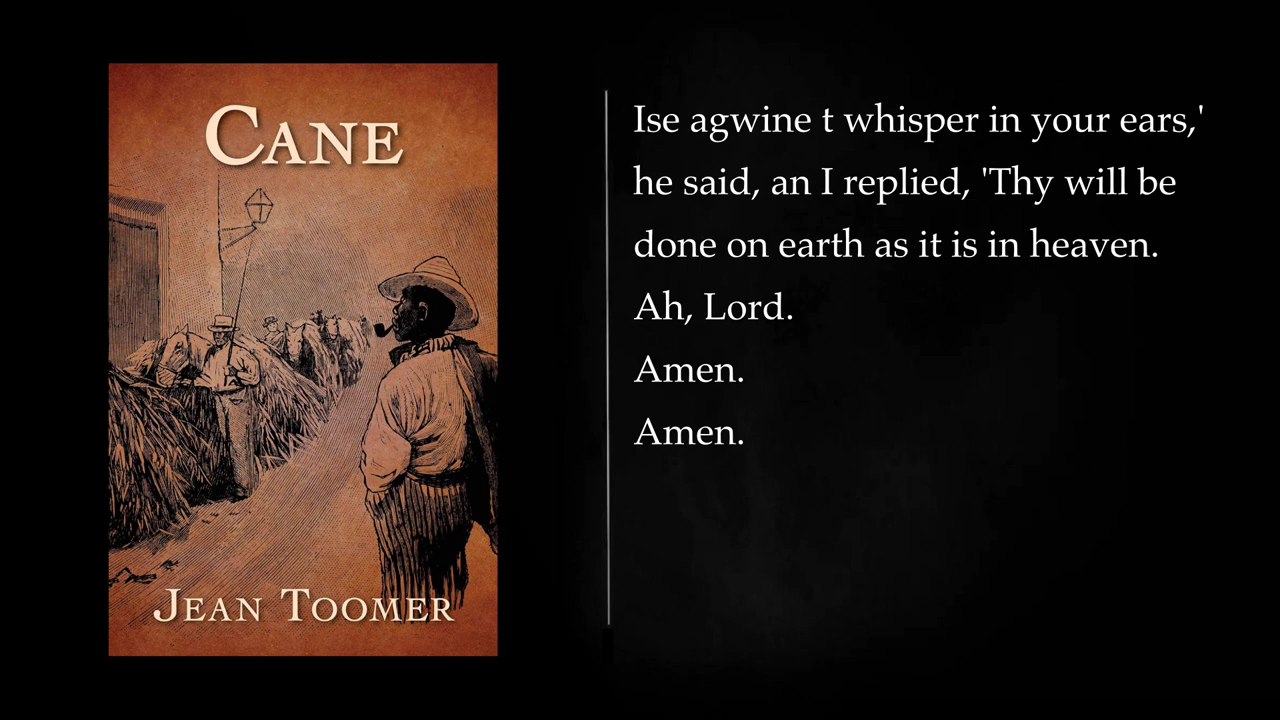 CANE
JEAN TOOMER
Ise agwine t whisper in your ears,'
he said, an I replied, 'Thy will be
done on earth as it is in heaven.
Ah, Lord.
Amen.
Amen.